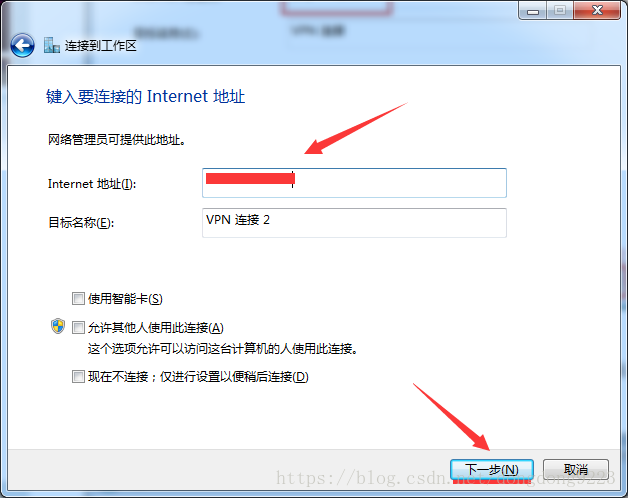 VPN 连接
连接到工作区
键入要连接的 Internet 地址
网络管理员可提供此地址。
Internet 地址(I):
目标名称(E):
VPN 连接 2
使用智能卡(S)
允许其他人使用此连接(A)
这个选项允许可以访问这台计算机的人使用此连接。
现在不连接；仅进行设置以便稍后连接(D)
下一步(N)
取消